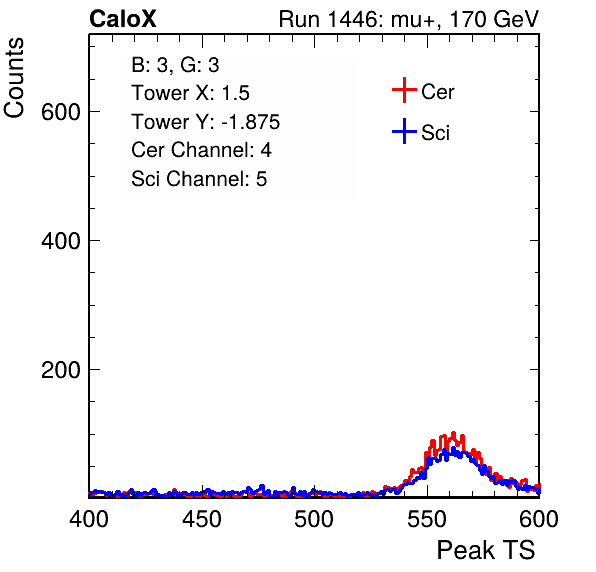 CaloX Run 1446: mu+, 170 GeV
Counts
B: 3, G: 3
Tower X: 1.5
Tower Y: -1.875
Cer Channel: 4
Sci Channel: 5
Cer
Sci
600
400
200
400 450 500 550 600
Peak TS